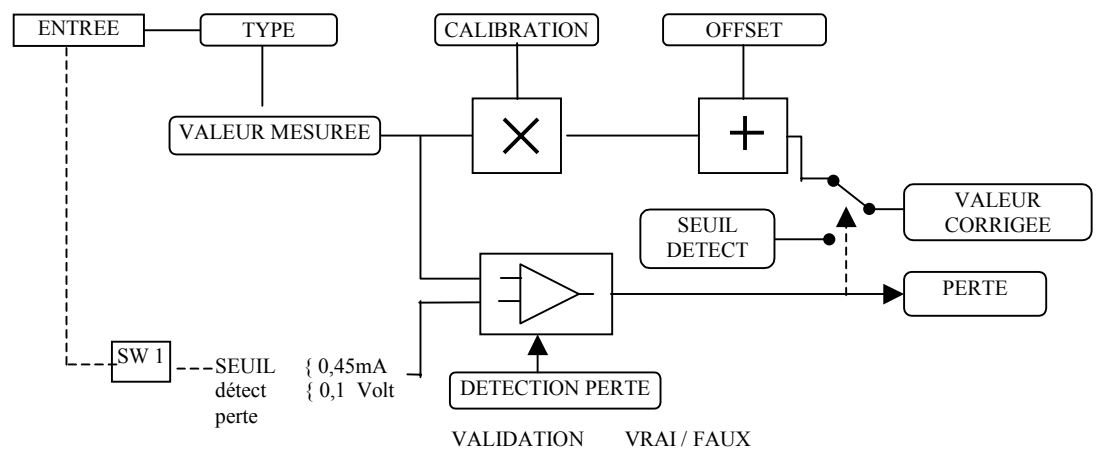 ENTREE
TYPE
CALIBRATION
OFFSET
VALEUR MESUREE
VALEUR
CORRIGEE
SEUIL
DETECT
PERTE
SW 1
SEUIL { 0,45mA
détect { 0,1 Volt
perte
DETECTION PERTE
VALIDATION VRAI / FAUX